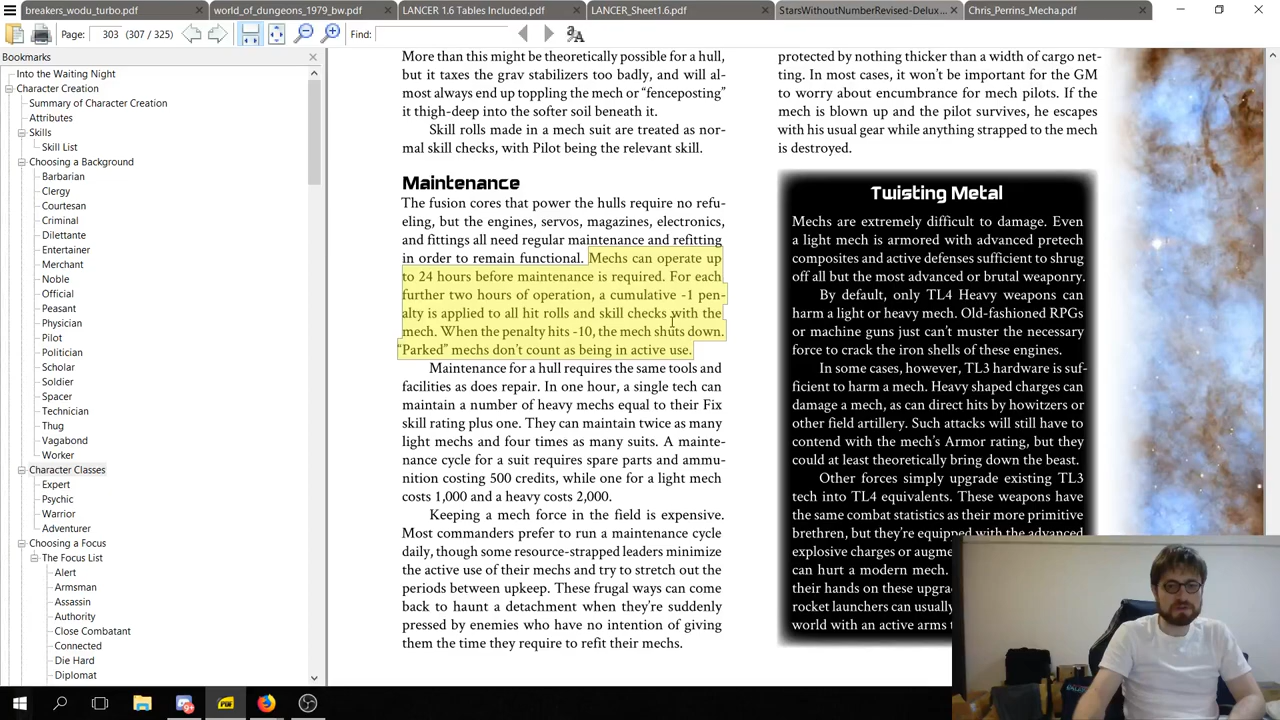 breakers_wodu_turbo.pdf
world_of_dungeons_1979_bw.pdf
LANCER 1.6 Tables Included.pdf
LANCER_Sheet1.6.pdf
StarsWithoutNumberRevised-Delux...
Chris_Perrins_Mecha.pdf
Page: 303 (307 / 325)
Find:
Bookmarks
Into the Waiting Night
Character Creation
Summary of Character Creation
Attributes
Skills
Skill List
Choosing a Background
Barbarian
Clergy
Courtesan
Criminal
Dilettante
Entertainer
Merchant
Noble
Official
Peasant
Physician
Pilot
Politician
Scholar
Soldier
Spacer
Technician
Thug
Vagabond
Worker
Character Classes
Expert
Psychic
Warrior
Adventurer
Choosing a Focus
The Focus List
Alert
Armsman
Assassin
Authority
Close Combatant
Connected
Die Hard
Diplomat
More than this might be theoretically possible for a hull,
but it taxes the grav stabilizers too badly, and will al-
most always end up toppling the mech or “fenceposting”
it thigh-deep into the softer soil beneath it.
Skill rolls made in a mech suit are treated as nor-
mal skill checks, with Pilot being the relevant skill.
Maintenance
The fusion cores that power the hulls require no refu-
eling, but the engines, servos, magazines, electronics,
and fittings all need regular maintenance and refitting
in order to remain functional. Mechs can operate up
to 24 hours before maintenance is required. For each
further two hours of operation, a cumulative -1 pen-
alty is applied to all hit rolls and skill checks with the
mech. When the penalty hits -10, the mech shuts down.
“Parked” mechs don’t count as being in active use.
Maintenance for a hull requires the same tools and
facilities as does repair. In one hour, a single tech can
maintain a number of heavy mechs equal to their Fix
skill rating plus one. They can maintain twice as many
light mechs and four times as many suits. A mainte-
nance cycle for a suit requires spare parts and ammu-
nition costing 500 credits, while one for a light mech
costs 1,000 and a heavy costs 2,000.
Keeping a mech force in the field is expensive.
Most commanders prefer to run a maintenance cycle
daily, though some resource-strapped leaders minimize
the active use of their mechs and try to stretch out the
periods between upkeep. These frugal ways can come
back to haunt a detachment when they’re suddenly
pressed by enemies who have no intention of giving
them the time they require to refit their mechs.
protected by nothing thicker than a width of cargo net-
ting. In most cases, it won’t be important for the GM
to worry about encumbrance for mech pilots. If the
mech is blown up and the pilot survives, he escapes
with his usual gear while anything strapped to the mech
is destroyed.
Twisting Metal
Mechs are extremely difficult to damage. Even
a light mech is armored with advanced pretech
composites and active defenses sufficient to shrug
off all but the most advanced or brutal weaponry.
By default, only TL4 Heavy weapons can
harm a light or heavy mech. Old-fashioned RPGs
or machine guns just can’t muster the necessary
force to crack the iron shells of these engines.
In some cases, however, TL3 hardware is suf-
ficient to harm a mech. Heavy shaped charges can
damage a mech, as can direct hits by howitzers or
other field artillery. Such attacks will still have to
contend with the mech’s Armor rating, but they
could at least theoretically bring down the beast.
Other forces simply upgrade existing TL3
tech into TL4 equivalents. These weapons have
the same combat statistics as their more primitive
brethren, but they’re equipped with the advanced
explosive charges or augme
can hurt a modern mech.
their hands on these upgra
rocket launchers can usually
world with an active arms t